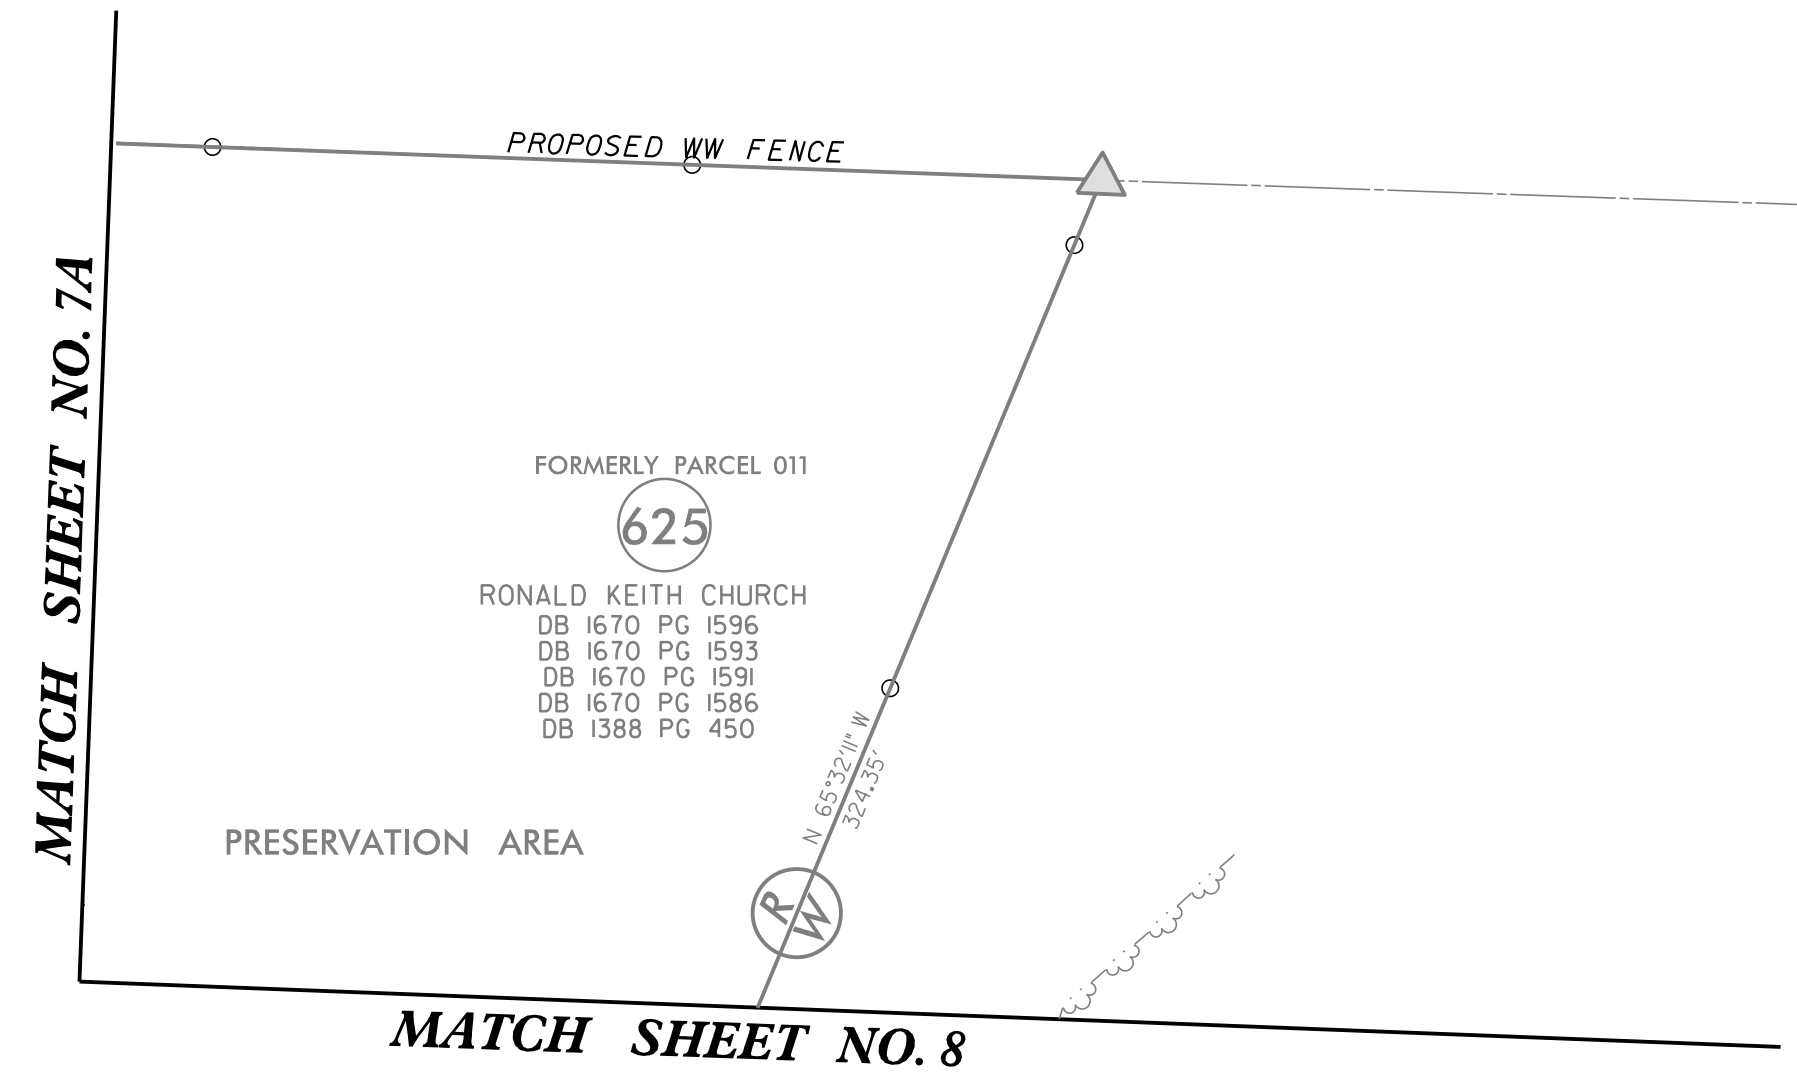 PROPOSED WW FENCE
MATCH SHEET NO. 7A
FORMERLY PARCEL 011
625
RONALD KEITH CHURCH
DB 1670 PG 1596
DB 1670 PG 1593
DB 1670 PG 1591
DB 1670 PG 1586
DB 1388 PG 450
N 65°32'11" W
324.35'
PRESERVATION AREA
R
W
MATCH SHEET NO. 8